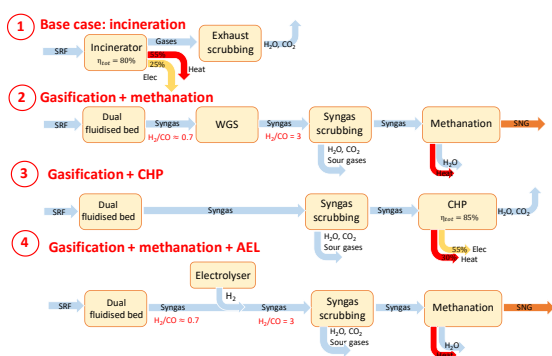 1 Base case: incineration
SRF
Incinerator
η_tot = 80%
Gases
55%
25%
Heat
Elec
Exhaust
scrubbing
H₂O, CO₂
2 Gasification + methanation
SRF
Dual
fluidised bed
Syngas
H₂/CO ≈ 0.7
WGS
Syngas
H₂/CO = 3
Syngas
scrubbing
H₂O, CO₂
Sour gases
Syngas
Methanation
H₂O
Heat
SNG
3 Gasification + CHP
SRF
Dual
fluidised bed
Syngas
Syngas
scrubbing
H₂O, CO₂
Sour gases
Syngas
CHP
η_tot = 85%
55% Elec
30% Heat
H₂O, CO₂
4 Gasification + methanation + AEL
Electrolyser
H₂
SRF
Dual
fluidised bed
Syngas
H₂/CO ≈ 0.7
Syngas
H₂/CO = 3
Syngas
scrubbing
H₂O, CO₂
Sour gases
Syngas
Methanation
H₂O
Heat
SNG